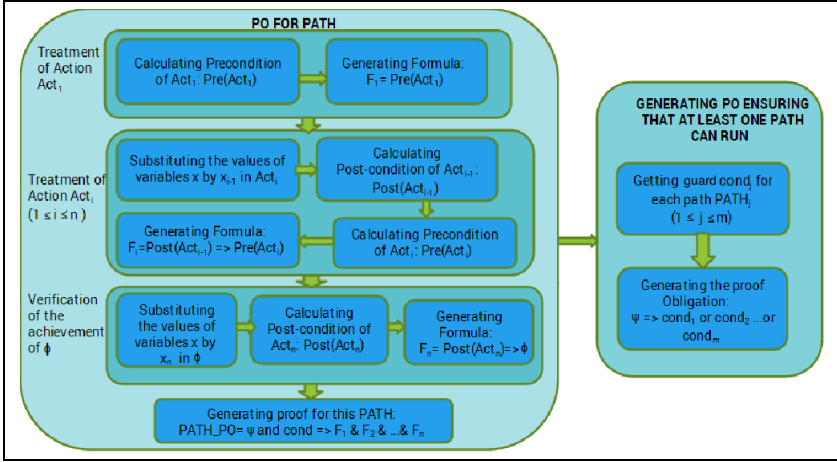 PO FOR PATH
Treatment
of Action
Act₁
Calculating Precondition
of Act₁: Pre(Act₁)
Generating Formula:
F₁ = Pre(Act₁)
Treatment of
Action Actᵢ
(1 ≤ i ≤ n )
Substituting the values of
variables x by xᵢ₋₁ in Actᵢ
Calculating
Post-condition of Actᵢ₋₁:
Post(Actᵢ₋₁)
Generating Formula:
Fᵢ=Post(Actᵢ₋₁) => Pre(Actᵢ)
Calculating Precondition
of Actᵢ: Pre(Actᵢ)
Verification
of the
achievement
of ϕ
Substituting
the values of
variables x by
xₙ in ϕ
Calculating
Post-condition of
Actₙ: Post(Actₙ)
Generating
Formula:
Fₙ= Post(Actₙ)=>ϕ
Generating proof for this PATH:
PATH_PO= ψ and cond => F₁ & F₂ & ...& Fₙ
GENERATING PO ENSURING
THAT AT LEAST ONE PATH
CAN RUN
Getting guard condⱼ for
each path PATHⱼ
(1 ≤ j ≤m)
Generating the proof
Obligation:
ψ => cond₁ or cond₂ ...or
condₘ